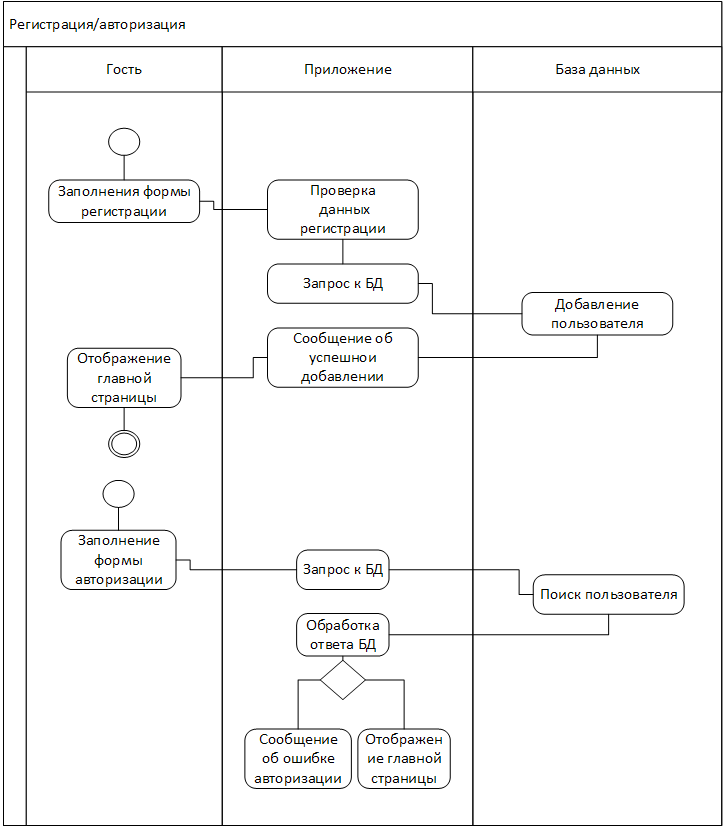 Регистрация/авторизация
Гость
Приложение
База данных
Заполнения формы
регистрации
Проверка
данных
регистрации
Запрос к БД
Добавление
пользователя
Сообщение об
успешнои
добавлении
Отображение
главной
страницы
Заполнение
формы
авторизации
Запрос к БД
Поиск пользователя
Обработка
ответа БД
Сообщение
об ошибке
авторизации
Отображен
ие главной
страницы